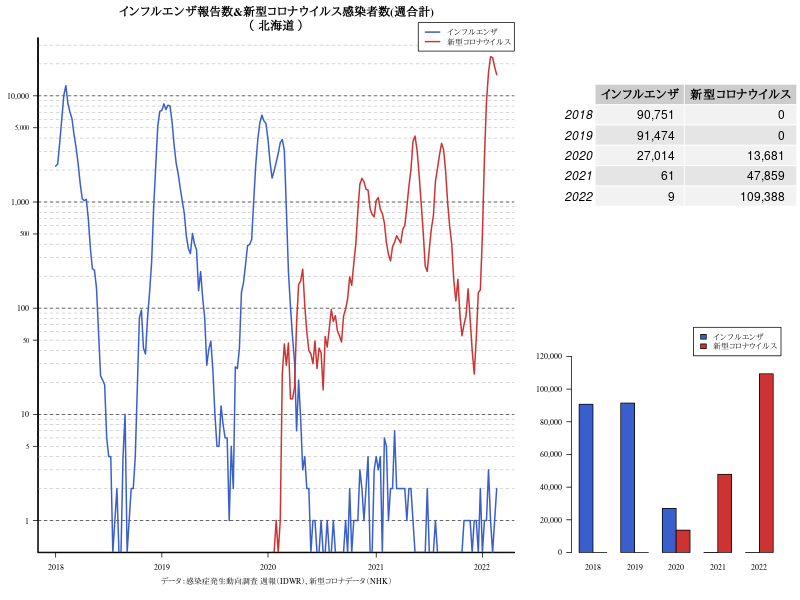 インフルエンザ報告数&新型コロナウイルス感染者数(週合計)
( 北海道 )
インフルエンザ
新型コロナウイルス
10,000
5,000
1,000
500
100
50
10
5
1
2018 2019 2020 2021 2022
データ：感染症発生動向調査 週報(IDWR)、新型コロナデータ(NHK)
インフルエンザ 新型コロナウイルス
2018 90,751 0
2019 91,474 0
2020 27,014 13,681
2021 61 47,859
2022 9 109,388
インフルエンザ
新型コロナウイルス
120,000
100,000
80,000
60,000
40,000
20,000
0
2018 2019 2020 2021 2022